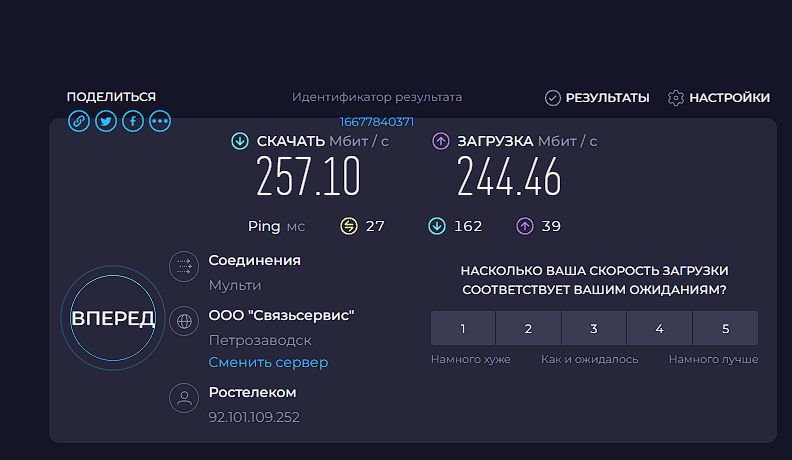 ПОДЕЛИТЬСЯ
Идентификатор результата
16677840371
РЕЗУЛЬТАТЫ
НАСТРОЙКИ
СКАЧАТЬ Мбит / с
257.10
ЗАГРУЗКА Мбит / с
244.46
Ping мс
27
162
39
ВПЕРЕД
Соединения
Мульти
ООО "Связьсервис"
Петрозаводск
Сменить сервер
Ростелеком
92.101.109.252
НАСКОЛЬКО ВАША СКОРОСТЬ ЗАГРУЗКИ
СООТВЕТСТВУЕТ ВАШИМ ОЖИДАНИЯМ?
1 2 3 4 5
Намного хуже Как и ожидалось Намного лучше